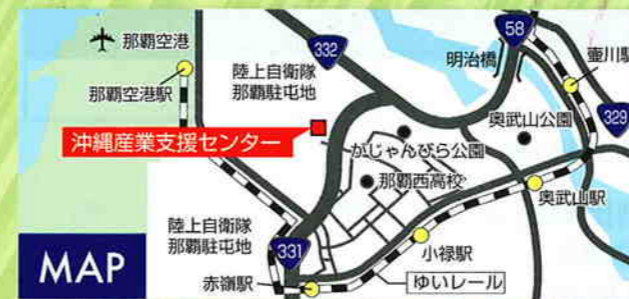 那覇空港
那覇空港駅
332
58
明治橋
壺川駅
329
陸上自衛隊
那覇駐屯地
沖縄産業支援センター
がじゃんびら公園
奥武山公園
那覇西高校
奥武山駅
陸上自衛隊
那覇駐屯地
331
小禄駅
赤嶺駅
ゆいレール
MAP